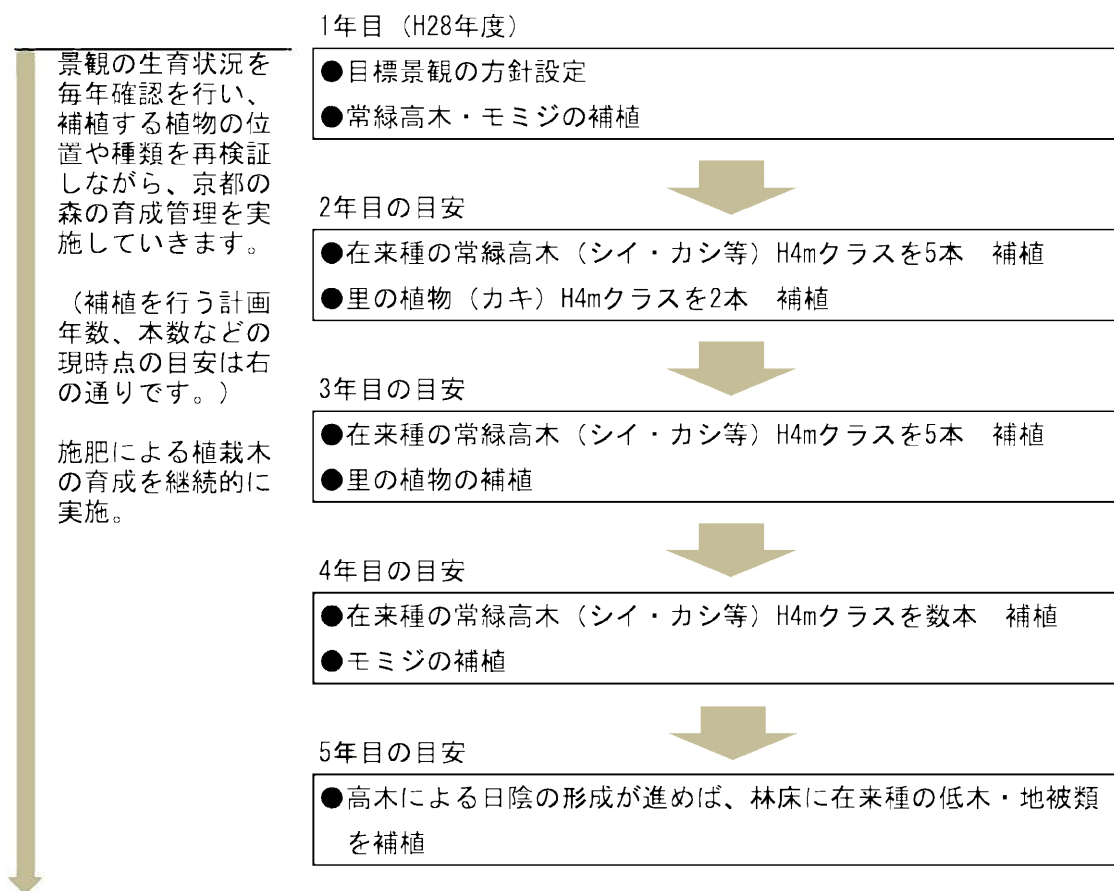 1年目（H28年度）
●目標景観の方針設定
●常緑高木・モミジの補植
景観の生育状況を
毎年確認を行い、
補植する植物の位
置や種類を再検証
しながら、京都の
森の育成管理を実
施していきます。
（補植を行う計画
年数、本数などの
現時点の目安は右
の通りです。）
施肥による植栽木
の育成を継続的に
実施。
2年目の目安
●在来種の常緑高木（シイ・カシ等）H4mクラスを5本　補植
●里の植物（カキ）H4mクラスを2本　補植
3年目の目安
●在来種の常緑高木（シイ・カシ等）H4mクラスを5本　補植
●里の植物の補植
4年目の目安
●在来種の常緑高木（シイ・カシ等）H4mクラスを数本　補植
●モミジの補植
5年目の目安
●高木による日陰の形成が進めば、林床に在来種の低木・地被類
を補植